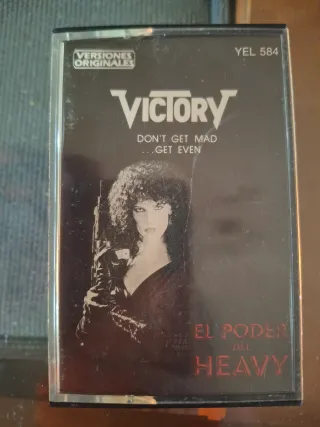 VERSIONES
ORIGINALES
YEL 584
VICTORY
DON'T GET MAD
...GET EVEN
EL PODER
DEL
HEAVY